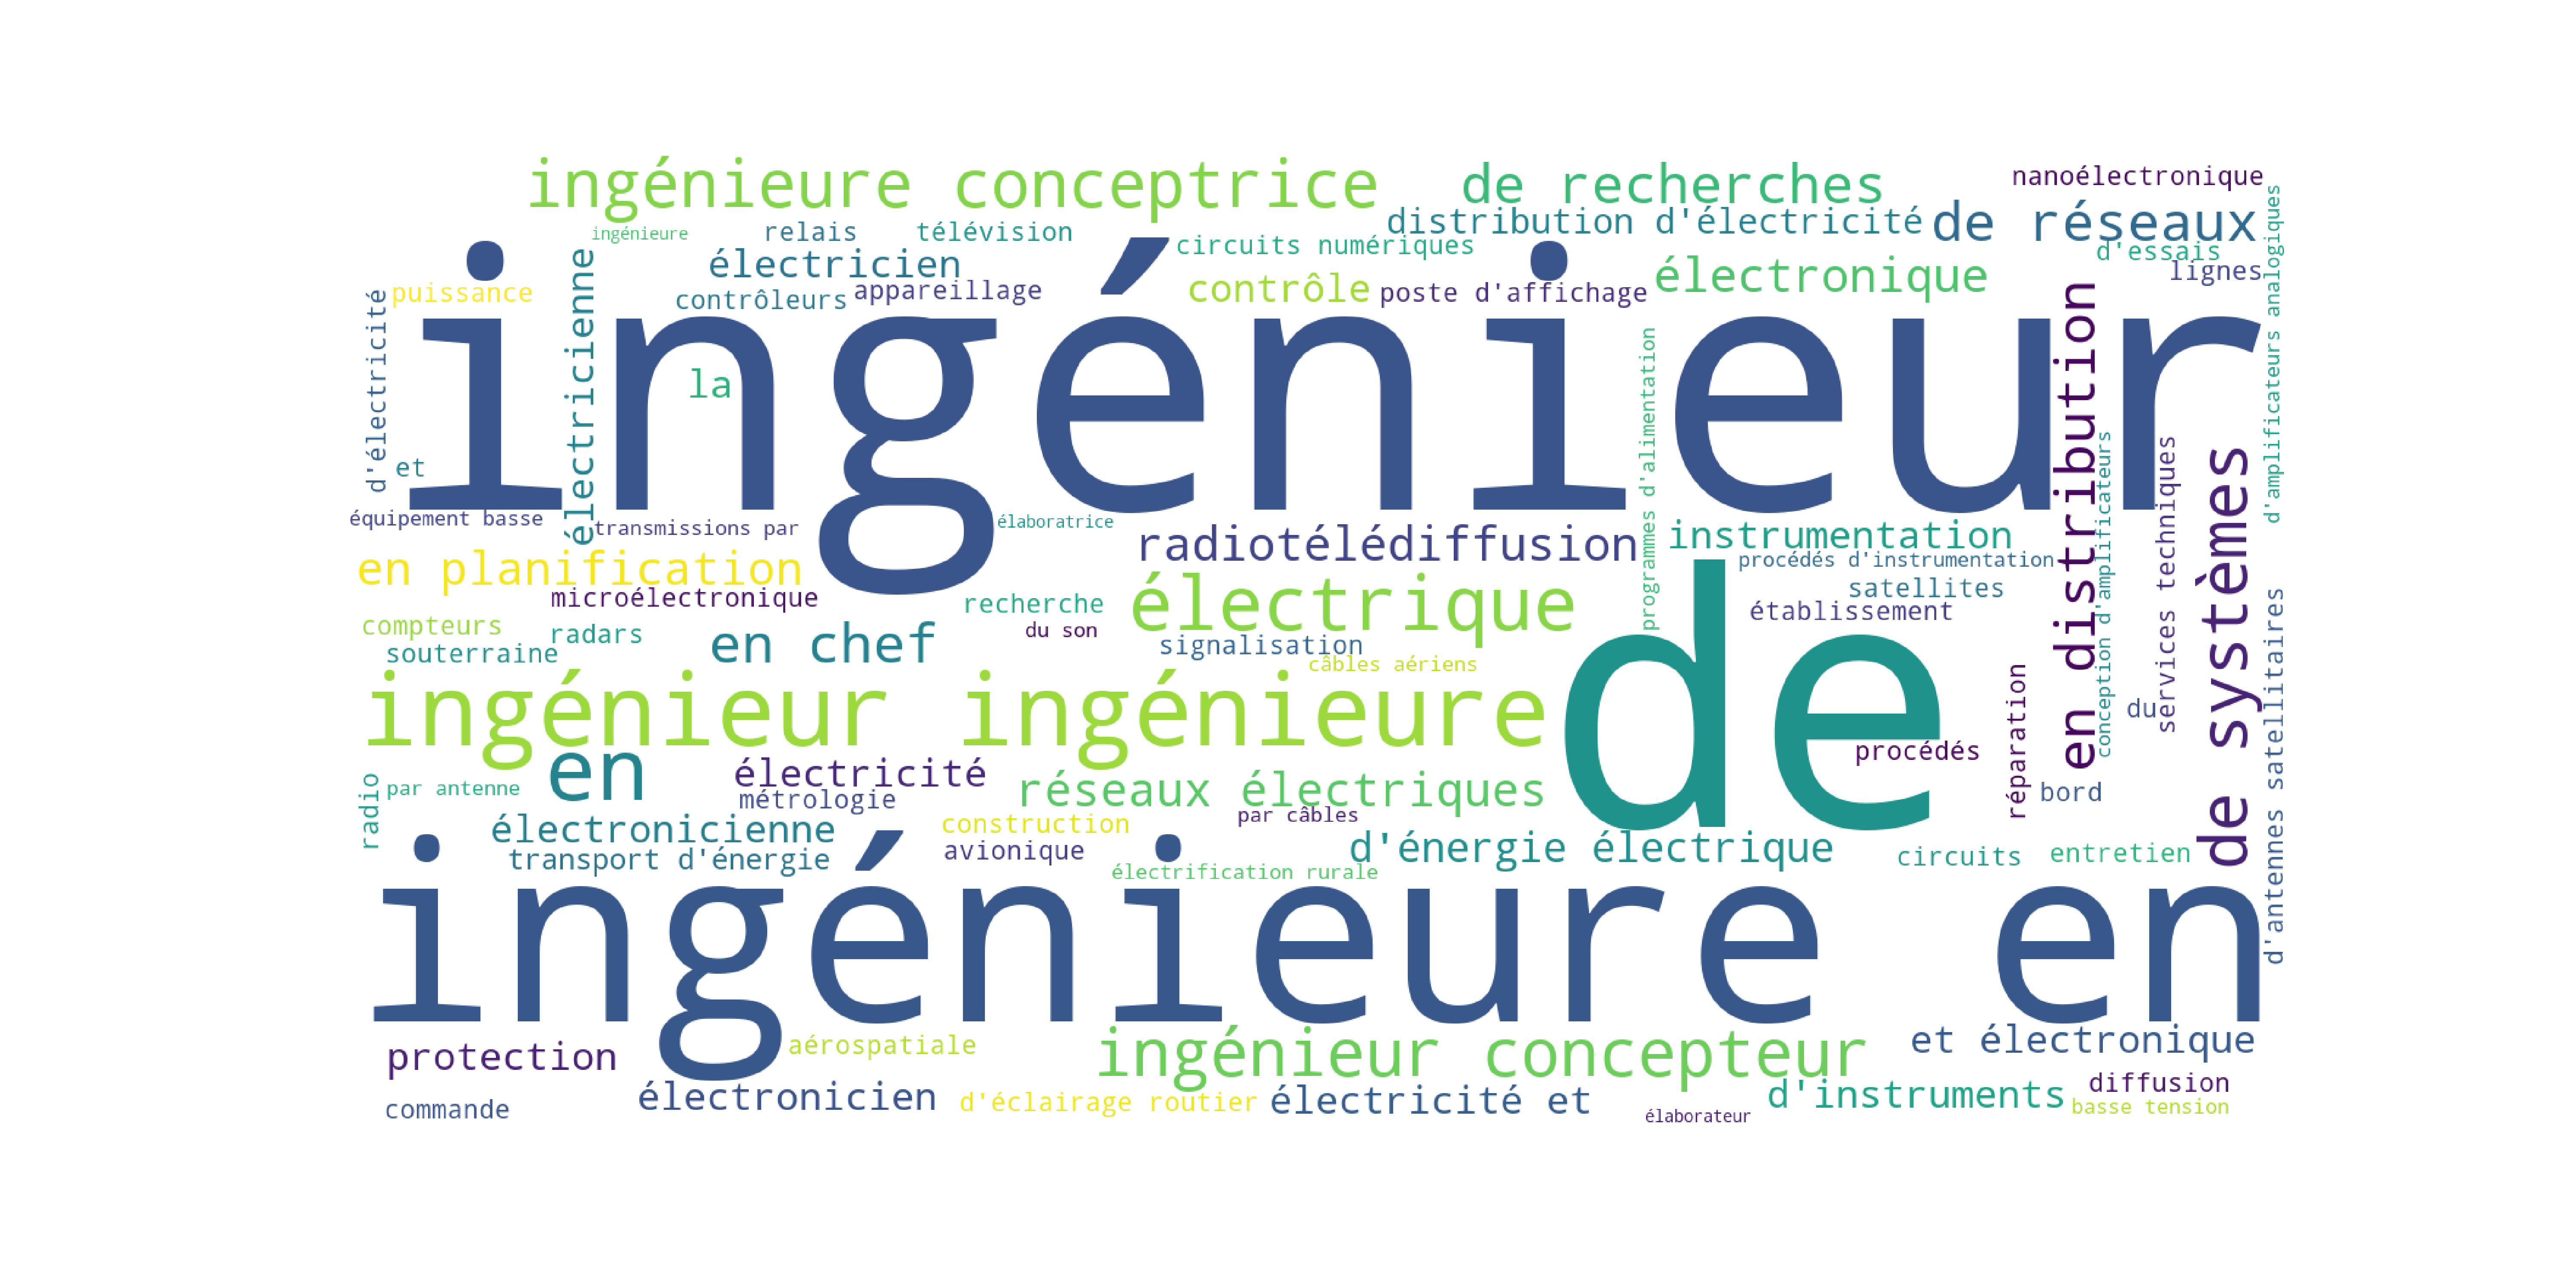 ingénieure conceptrice
de recherches
nanoélectronique
ingénieure
relais
télévision
distribution d'électricité
de réseaux
circuits numériques
d'essais
électricien
électronique
lignes
puissance
contrôleurs
appareillage
contrôle
poste d'affichage
ingénieur
d'électricité
électricienne
la
et
programmes d'alimentation
en distribution
conception d'amplificateurs
services techniques
de systèmes
d'amplificateurs analogiques
équipement basse
transmissions par
élaboratrice
radiotélédiffusion
instrumentation
procédés d'instrumentation
en planification
microélectronique
recherche
électrique
satellites
établissement
compteurs
radars
du son
souterraine
en chef
signalisation
câbles aériens
de
ingénieur ingénieure
réparation
du
d'antennes satellitaires
procédés
radio
par antenne
en
électricité
métrologie
réseaux électriques
bord
électronicienne
construction
par câbles
transport d'énergie
avionique
d'énergie électrique
circuits
entretien
électrification rurale
ingénieure en
protection
aérospatiale
ingénieur concepteur
et électronique
commande
électronicien
d'éclairage routier
électricité et
élaborateur
d'instruments
diffusion
basse tension